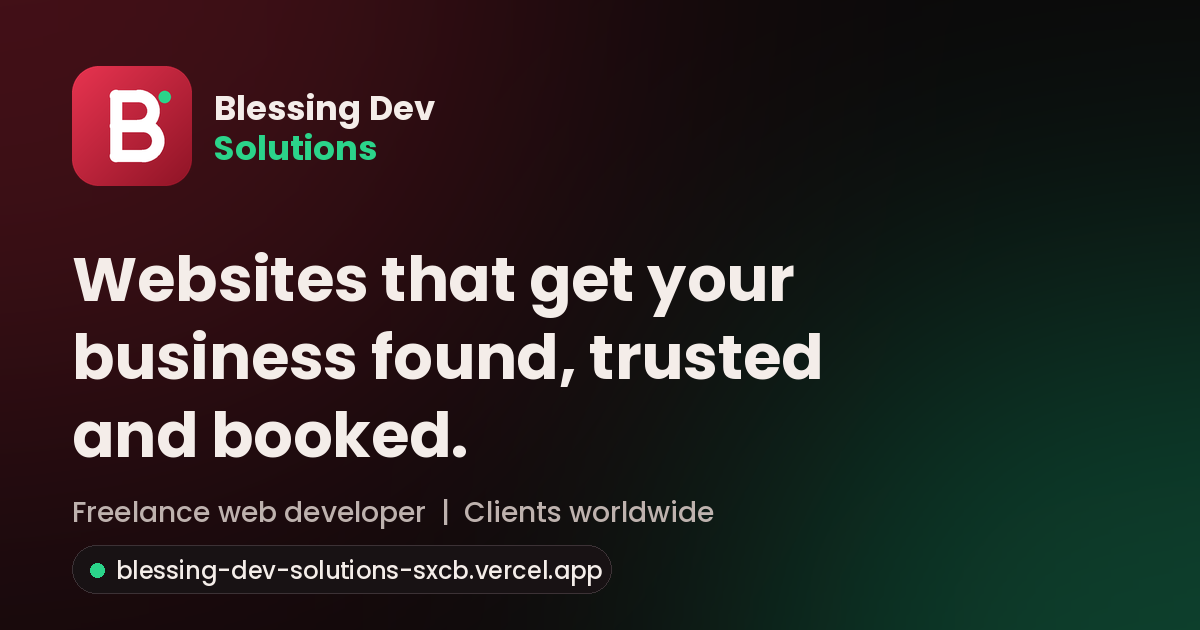 B
Blessing Dev
Solutions
Websites that get your
business found, trusted
and booked.
Freelance web developer | Clients worldwide
blessing-dev-solutions-sxcb.vercel.app